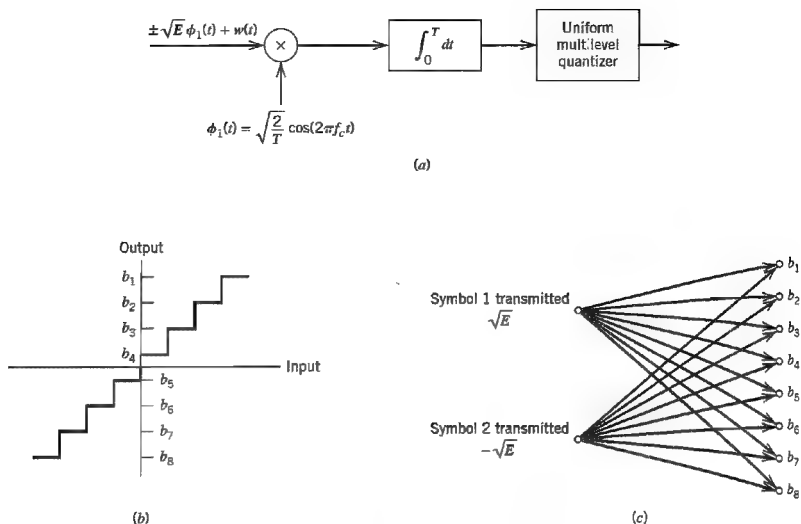 ±√E ϕ₁(t) + w(t)
×
∫₀ᵀ dt
Uniform
multilevel
quantizer
ϕ₁(t) = √(2/T) cos(2πf_c t)
(a)
Output
b₁
b₂
b₃
b₄
Input
b₅
b₆
b₇
b₈
(b)
Symbol 1 transmitted
√E
Symbol 2 transmitted
−√E
b₁
b₂
b₃
b₄
b₅
b₆
b₇
b₈
(c)